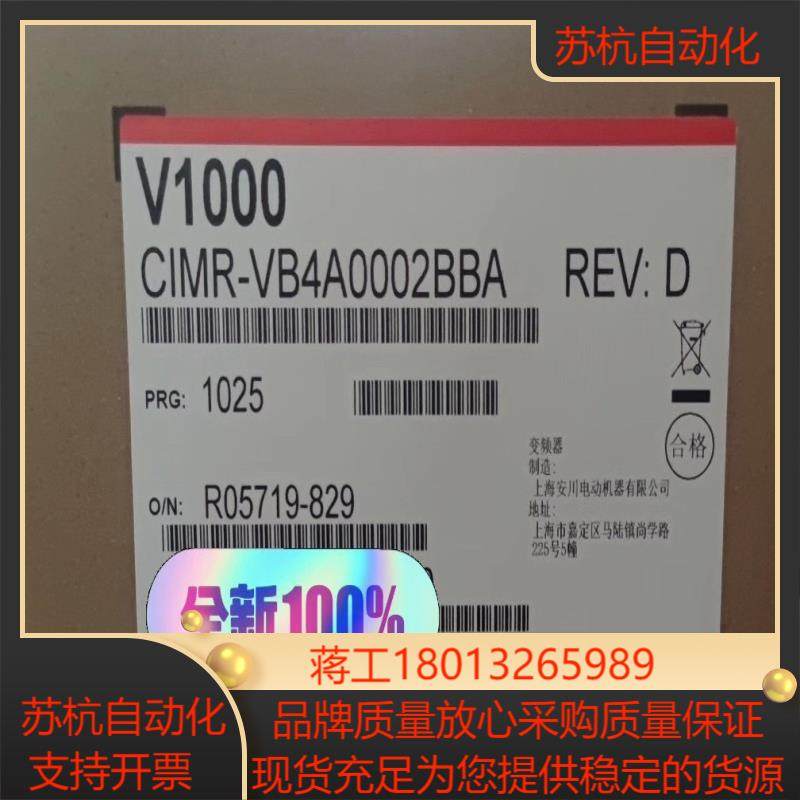 苏杭自动化
V1000
CIMR-VB4A0002BBA REV: D
PRG: 1025
合格
变频器
制造:
上海安川电动机器有限公司
地址:
上海市嘉定区马陆镇尚学路
225号5幢
O/N: R05719-829
全新100%
蒋工18013265989
苏杭自动化
支持开票
品牌质量放心采购质量保证
现货充足为您提供稳定的货源